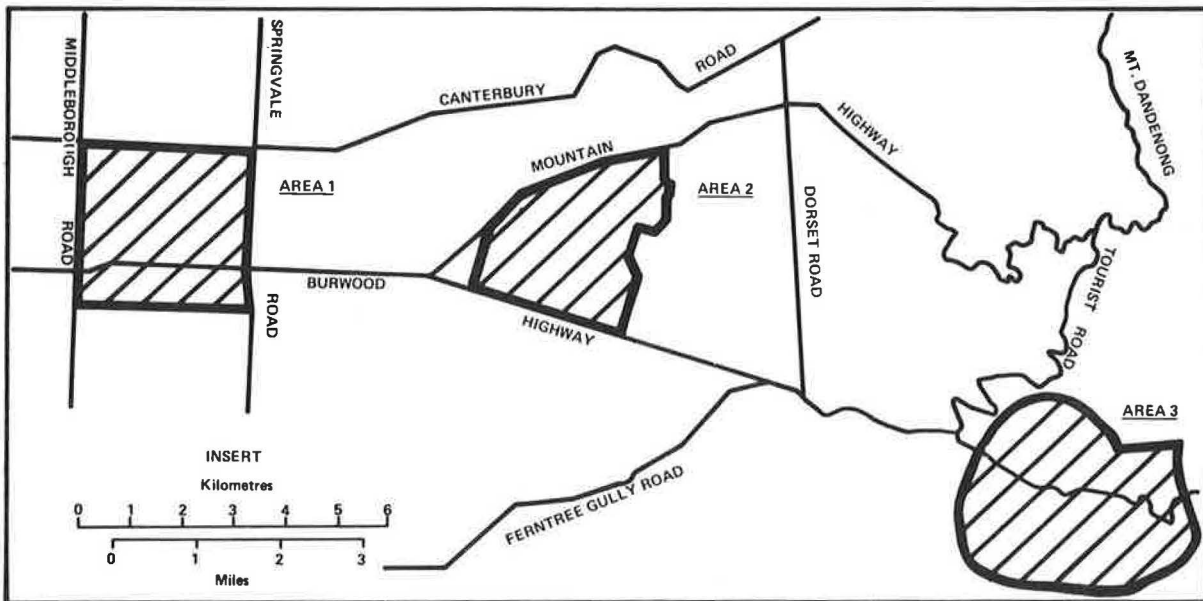 MIDDLEBOROUGH
ROAD
SPRINGVALE
ROAD
CANTERBURY
ROAD
MOUNTAIN
HIGHWAY
MT. DANDENONG
TOURIST
ROAD
AREA 1
AREA 2
DORSET ROAD
BURWOOD
HIGHWAY
AREA 3
FERNTREE GULLY ROAD
INSERT
Kilometres
0 1 2 3 4 5 6
0 1 2 3
Miles